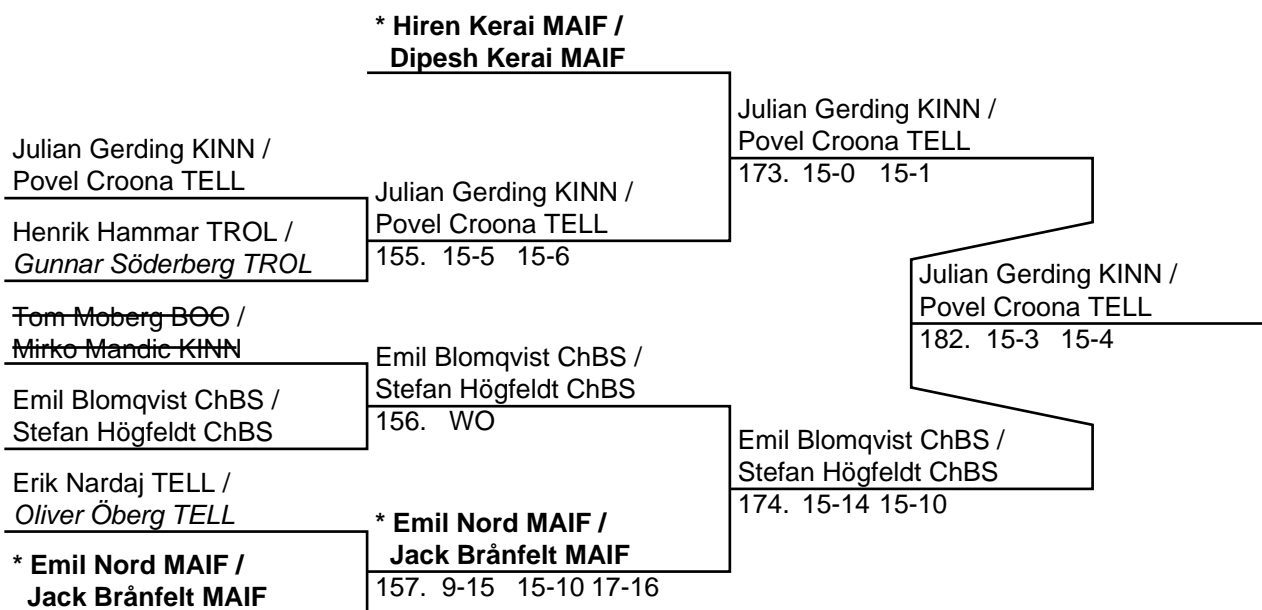 * Hiren Kerai MAIF /
Dipesh Kerai MAIF
Julian Gerding KINN /
Povel Croona TELL
173. 15-0 15-1
Julian Gerding KINN /
Povel Croona TELL
Julian Gerding KINN /
Povel Croona TELL
155. 15-5 15-6
Henrik Hammar TROL /
Gunnar Söderberg TROL
Julian Gerding KINN /
Povel Croona TELL
182. 15-3 15-4
Tom Moberg BOO /
Mirko Mandic KINN
Emil Blomqvist ChBS /
Stefan Högfeldt ChBS
156. WO
Emil Blomqvist ChBS /
Stefan Högfeldt ChBS
Emil Blomqvist ChBS /
Stefan Högfeldt ChBS
174. 15-14 15-10
Erik Nardaj TELL /
Oliver Öberg TELL
* Emil Nord MAIF /
Jack Brånfelt MAIF
157. 9-15 15-10 17-16
* Emil Nord MAIF /
Jack Brånfelt MAIF